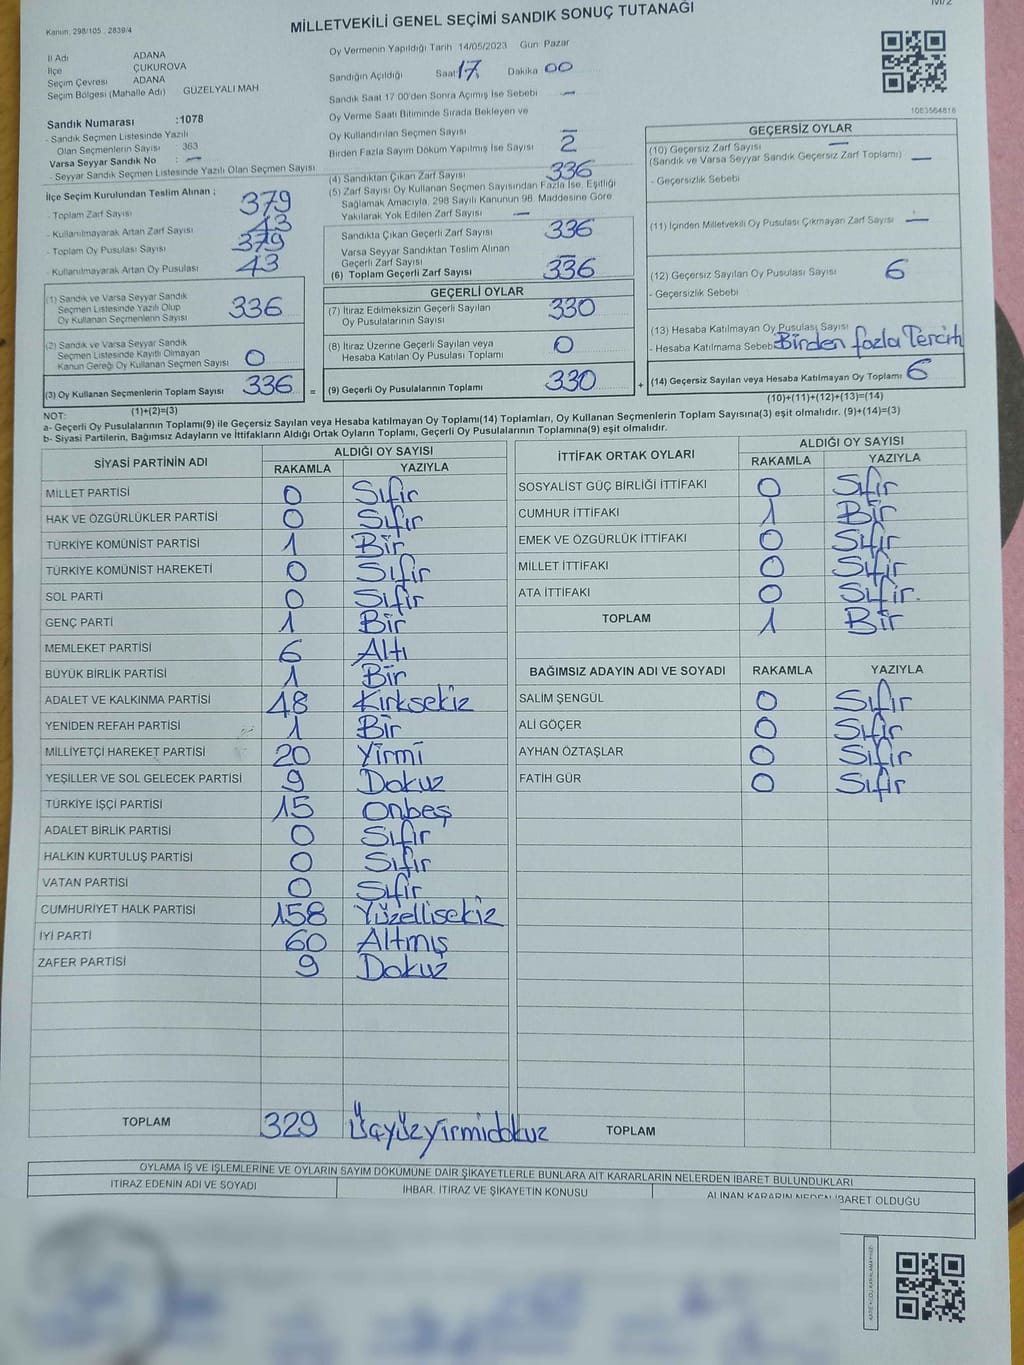 MİLLETVEKİLİ GENEL SEÇİMİ SANDIK SONUÇ TUTANAĞI
Kanun, 298/105 . 2839/4
İl Adı ADANA
İlçe ÇUKUROVA
Seçim Çevresi ADANA
Seçim Bölgesi (Mahalle Adı) GÜZELYALI MAH
Sandık Numarası :1078
- Sandık Seçmen Listesinde Yazılı
Olan Seçmenlerin Sayısı 363
Varsa Seyyar Sandık No : —
- Seyyar Sandık Seçmen Listesinde Yazılı Olan Seçmen Sayısı
Oy Vermenin Yapıldığı Tarih 14/05/2023 Gün Pazar
Sandığın Açıldığı Saat 17 Dakika 00
Sandık Saat 17 00'den Sonra Açımış İse Sebebi —
Oy Verme Saati Bitiminde Sırada Bekleyen ve
Oy Kullandırılan Seçmen Sayısı —
Birden Fazla Sayım Döküm Yapılmış İse Sayısı 2
1083564816
İlçe Seçim Kurulundan Teslim Alınan ;
- Toplam Zarf Sayısı 379
- Kullanılmayarak Artan Zarf Sayısı 43
- Toplam Oy Pusulası Sayısı 379
- Kullanılmayarak Artan Oy Pusulası 43
(1) Sandık ve Varsa Seyyar Sandık
Seçmen Listesinde Yazılı Olup
Oy Kullanan Seçmenlerin Sayısı 336
(2) Sandık ve Varsa Seyyar Sandık
Seçmen Listesinde Kayıtlı Olmayan
Kanun Gereği Oy Kullanan Seçmen Sayısı 0
(3) Oy Kullanan Seçmenlerin Toplam Sayısı 336 =
(1)+(2)=(3)
(4) Sandıktan Çıkan Zarf Sayısı 336
(5) Zarf Sayısı Oy Kullanan Seçmen Sayısından Fazla İse, Eşitliği
Sağlamak Amacıyla, 298 Sayılı Kanunun 98. Maddesine Göre
Yakılarak Yok Edilen Zarf Sayısı —
Sandıkta Çıkan Geçerli Zarf Sayısı 336
Varsa Seyyar Sandıktan Teslim Alınan
Geçerli Zarf Sayısı —
(6) Toplam Geçerli Zarf Sayısı 336
GEÇERLİ OYLAR
(7) İtiraz Edilmeksizin Geçerli Sayılan
Oy Pusulalarının Sayısı 330
(8) İtiraz Üzerine Geçerli Sayılan veya
Hesaba Katılan Oy Pusulası Toplamı 0
(9) Geçerli Oy Pusulalarının Toplamı 330 +
GEÇERSİZ OYLAR
(10) Geçersiz Zarf Sayısı —
(Sandık ve Varsa Seyyar Sandık Geçersiz Zarf Toplamı) —
- Geçersizlik Sebebi
(11) İçinden Milletvekili Oy Pusulası Çıkmayan Zarf Sayısı —
(12) Geçersiz Sayılan Oy Pusulası Sayısı 6
- Geçersizlik Sebebi
(13) Hesaba Katılmayan Oy Pusulası Sayısı
- Hesaba Katılmama Sebebi Birden fazla Tercih
(14) Geçersiz Sayılan veya Hesaba Katılmayan Oy Toplamı 6
(10)+(11)+(12)+(13)=(14)
NOT:
a- Geçerli Oy Pusulalarının Toplamı(9) ile Geçersiz Sayılan veya Hesaba katılmayan Oy Toplamı(14) Toplamları, Oy Kullanan Seçmenlerin Toplam Sayısına(3) eşit olmalıdır. (9)+(14)=(3)
b- Siyasi Partilerin, Bağımsız Adayların ve İttifakların Aldığı Ortak Oyların Toplamı, Geçerli Oy Pusulalarının Toplamına(9) eşit olmalıdır.
SİYASİ PARTİNİN ADI ALDIĞI OY SAYISI
RAKAMLA YAZIYLA
MİLLET PARTİSİ 0 Sıfır
HAK VE ÖZGÜRLÜKLER PARTİSİ 0 Sıfır
TÜRKİYE KOMÜNİST PARTİSİ 1 Bir
TÜRKİYE KOMÜNİST HAREKETİ 0 Sıfır
SOL PARTİ 0 Sıfır
GENÇ PARTİ 1 Bir
MEMLEKET PARTİSİ 6 Altı
BÜYÜK BİRLİK PARTİSİ 1 Bir
ADALET VE KALKINMA PARTİSİ 48 Kırksekiz
YENİDEN REFAH PARTİSİ 1 Bir
MİLLİYETÇİ HAREKET PARTİSİ 20 Yirmi
YEŞİLLER VE SOL GELECEK PARTİSİ 9 Dokuz
TÜRKİYE İŞÇİ PARTİSİ 15 Onbeş
ADALET BİRLİK PARTİSİ 0 Sıfır
HALKIN KURTULUŞ PARTİSİ 0 Sıfır
VATAN PARTİSİ 0 Sıfır
CUMHURİYET HALK PARTİSİ 158 Yüzellisekiz
İYİ PARTİ 60 Altmış
ZAFER PARTİSİ 9 Dokuz
TOPLAM 329 Üçyüzyirmidokuz
İTTİFAK ORTAK OYLARI ALDIĞI OY SAYISI
RAKAMLA YAZIYLA
SOSYALİST GÜÇ BİRLİĞİ İTTİFAKI 0 Sıfır
CUMHUR İTTİFAKI 1 Bir
EMEK VE ÖZGÜRLÜK İTTİFAKI 0 Sıfır
MİLLET İTTİFAKI 0 Sıfır
ATA İTTİFAKI 0 Sıfır.
TOPLAM 1 Bir
BAĞIMSIZ ADAYIN ADI VE SOYADI RAKAMLA YAZIYLA
SALİM ŞENGÜL 0 Sıfır
ALİ GÖÇER 0 Sıfır
AYHAN ÖZTAŞLAR 0 Sıfır
FATİH GÜR 0 Sıfır
TOPLAM
OYLAMA İŞ VE İŞLEMLERİNE VE OYLARIN SAYIM DÖKÜMÜNE DAİR ŞİKAYETLERLE BUNLARA AİT KARARLARIN NELERDEN İBARET BULUNDUKLARI
İTİRAZ EDENİN ADI VE SOYADI İHBAR, İTİRAZ VE ŞİKAYETİN KONUSU ALINAN KARARIN NEDEN İBARET OLDUĞU